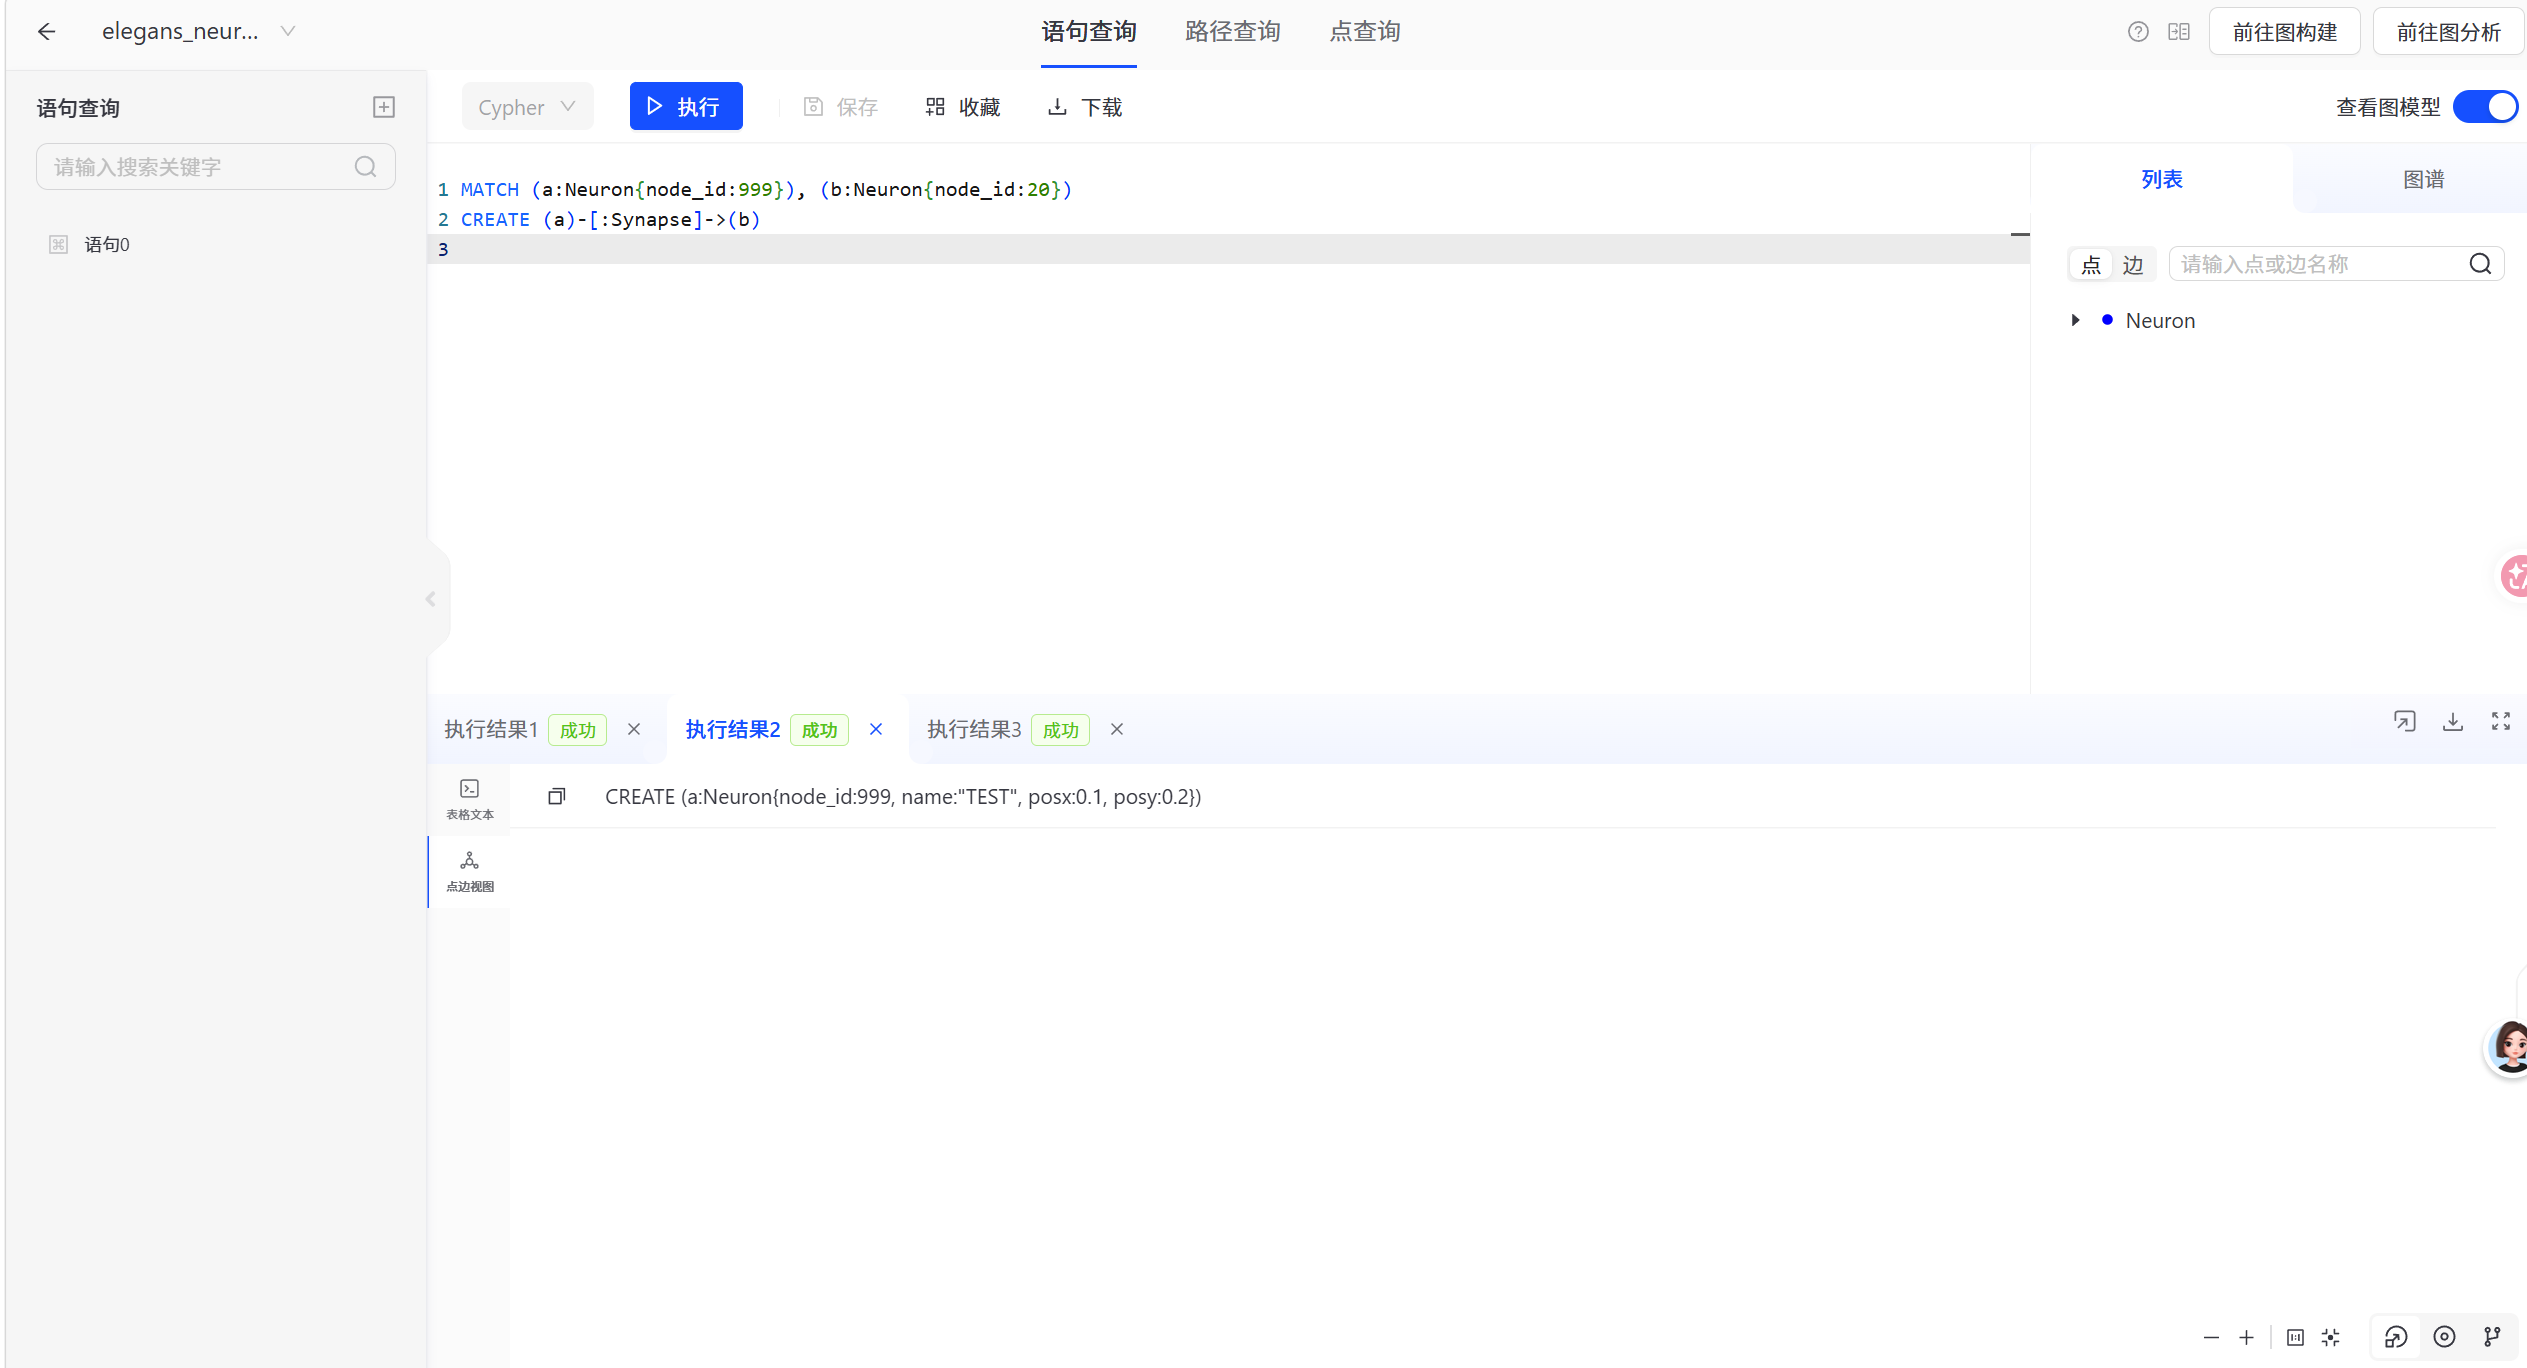 elegans_neur...
语句查询
路径查询
点查询
前往图构建
前往图分析
语句查询
请输入搜索关键字
语句0
Cypher
执行
保存
收藏
下载
查看图模型
1 MATCH (a:Neuron{node_id:999}), (b:Neuron{node_id:20})
2 CREATE (a)-[:Synapse]->(b)
3
列表
图谱
点
边
请输入点或边名称
Neuron
执行结果1 成功
执行结果2 成功
执行结果3 成功
表格文本
点边视图
CREATE (a:Neuron{node_id:999, name:"TEST", posx:0.1, posy:0.2})